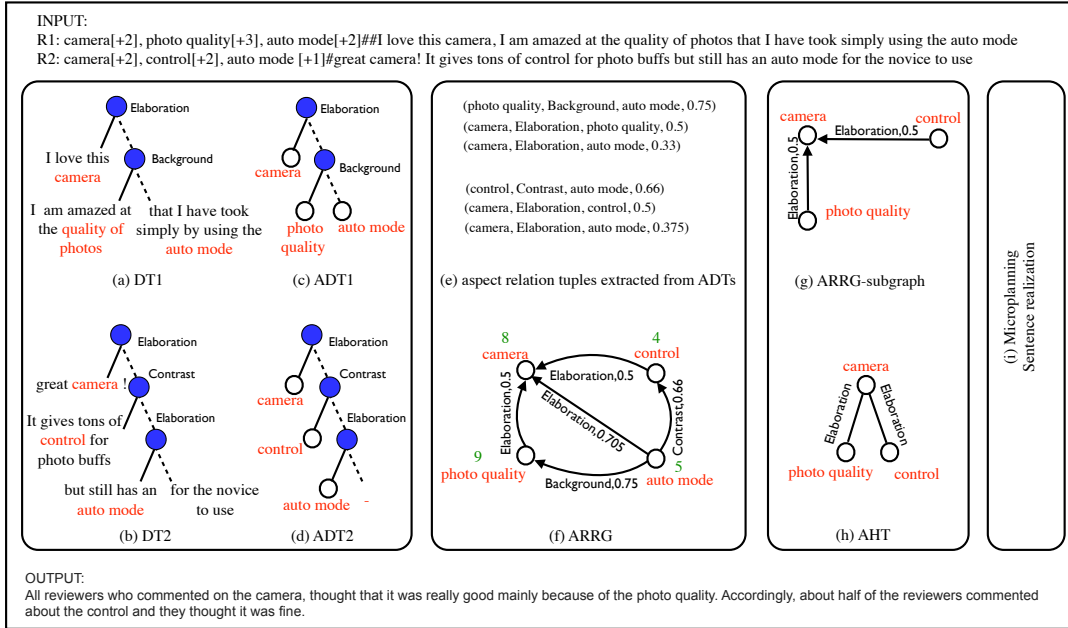 INPUT:
R1: camera[+2], photo quality[+3], auto mode[+2]##I love this camera, I am amazed at the quality of photos that I have took simply using the auto mode
R2: camera[+2], control[+2], auto mode [+1]#great camera! It gives tons of control for photo buffs but still has an auto mode for the novice to use
Elaboration
I love this
camera
Background
I am amazed at
the quality of
photos
that I have took
simply by using the
auto mode
(a) DT1
Elaboration
camera
Background
photo
quality
auto mode
(c) ADT1
Elaboration
great camera !
Contrast
It gives tons of
control for
photo buffs
Elaboration
but still has an
auto mode
for the novice
to use
(b) DT2
Elaboration
camera
Contrast
control
Elaboration
auto mode
-
(d) ADT2
(photo quality, Background, auto mode, 0.75)
(camera, Elaboration, photo quality, 0.5)
(camera, Elaboration, auto mode, 0.33)
(control, Contrast, auto mode, 0.66)
(camera, Elaboration, control, 0.5)
(camera, Elaboration, auto mode, 0.375)
(e) aspect relation tuples extracted from ADTs
8
camera
4
control
Elaboration,0.5
Elaboration,0.5
Elaboration,0.705
Contrast,0.66
9
photo quality
Background,0.75
5
auto mode
(f) ARRG
camera
control
Elaboration,0.5
Elaboration,0.5
photo quality
(g) ARRG-subgraph
camera
Elaboration
Elaboration
photo quality
control
(h) AHT
(i) Microplanning
Sentence realization
OUTPUT:
All reviewers who commented on the camera, thought that it was really good mainly because of the photo quality. Accordingly, about half of the reviewers commented
about the control and they thought it was fine.